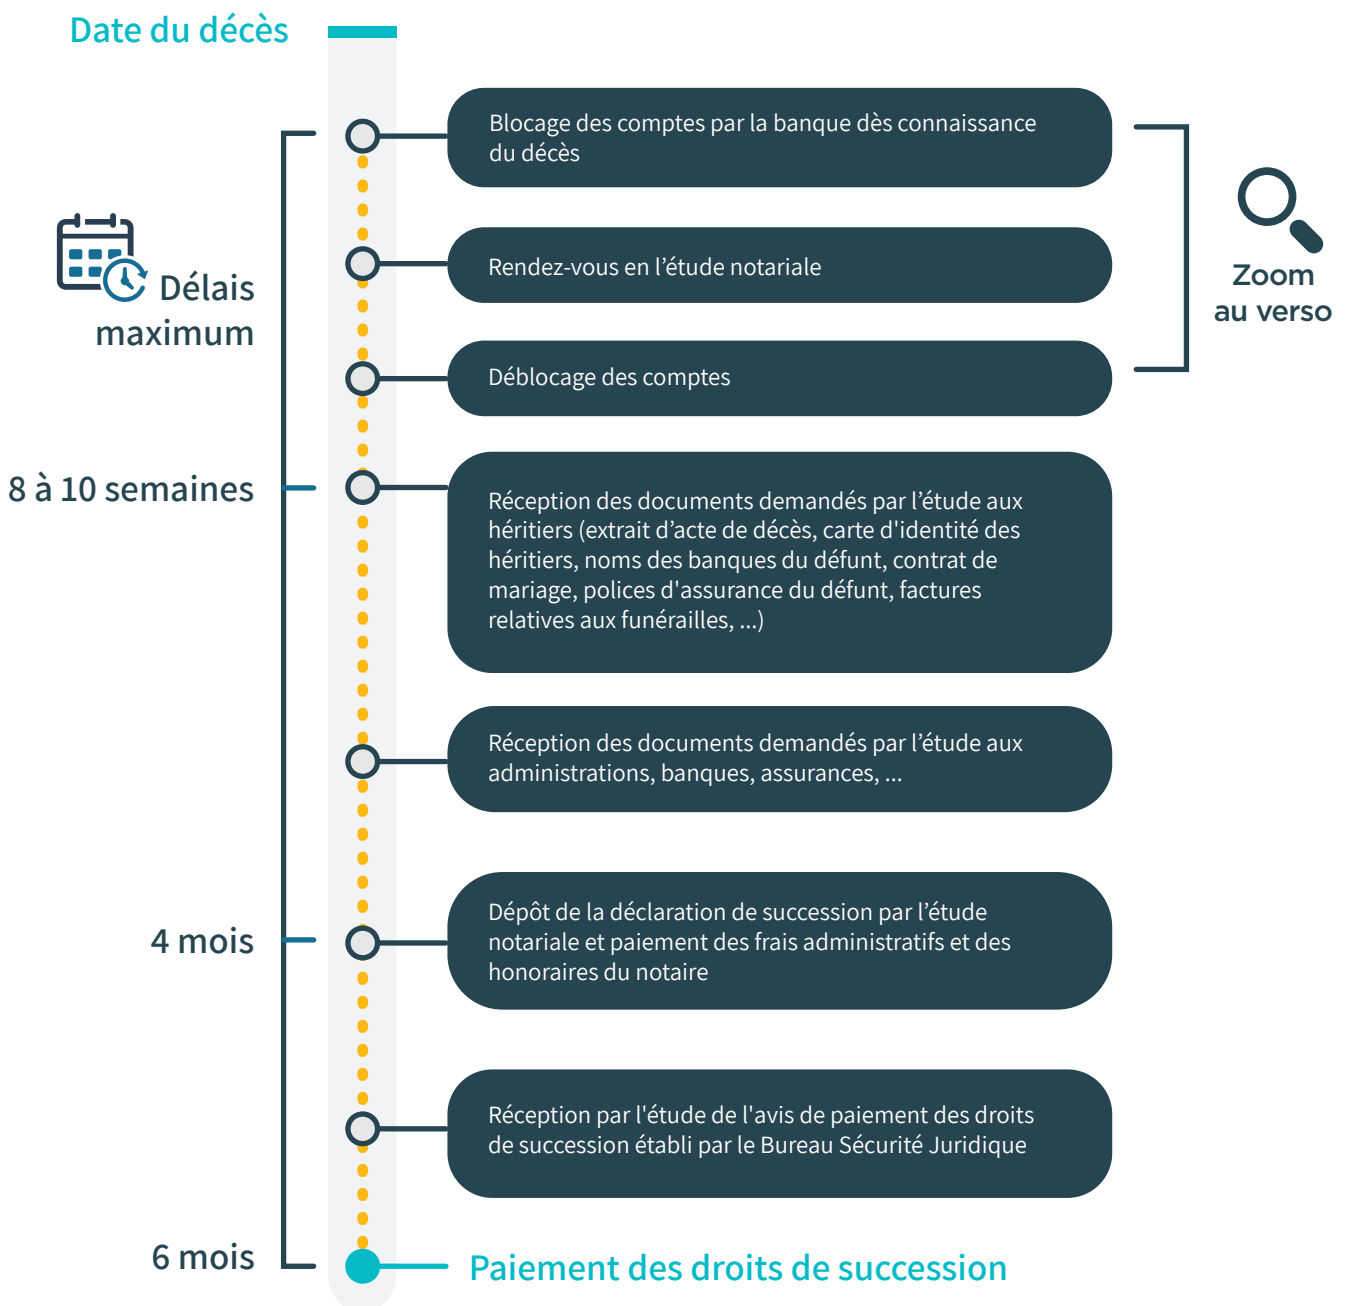 Date du décès
Blocage des comptes par la banque dès connaissance
du décès
Rendez-vous en l’étude notariale
Délais
maximum
Zoom
au verso
Déblocage des comptes
8 à 10 semaines
Réception des documents demandés par l’étude aux
héritiers (extrait d’acte de décès, carte d'identité des
héritiers, noms des banques du défunt, contrat de
mariage, polices d'assurance du défunt, factures
relatives aux funérailles, ...)
Réception des documents demandés par l’étude aux
administrations, banques, assurances, ...
4 mois
Dépôt de la déclaration de succession par l’étude
notariale et paiement des frais administratifs et des
honoraires du notaire
Réception par l'étude de l'avis de paiement des droits
de succession établi par le Bureau Sécurité Juridique
6 mois
Paiement des droits de succession